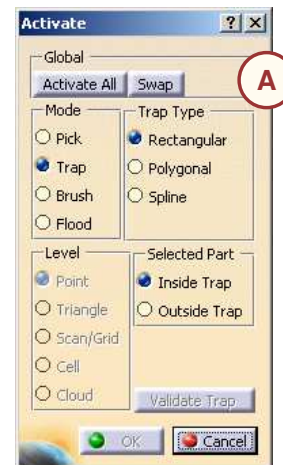 Activate
Global
Activate All Swap
A
Mode
Pick
Trap
Brush
Flood
Trap Type
Rectangular
Polygonal
Spline
Level
Point
Triangle
Scan/Grid
Cell
Cloud
Selected Part
Inside Trap
Outside Trap
Validate Trap
OK Cancel